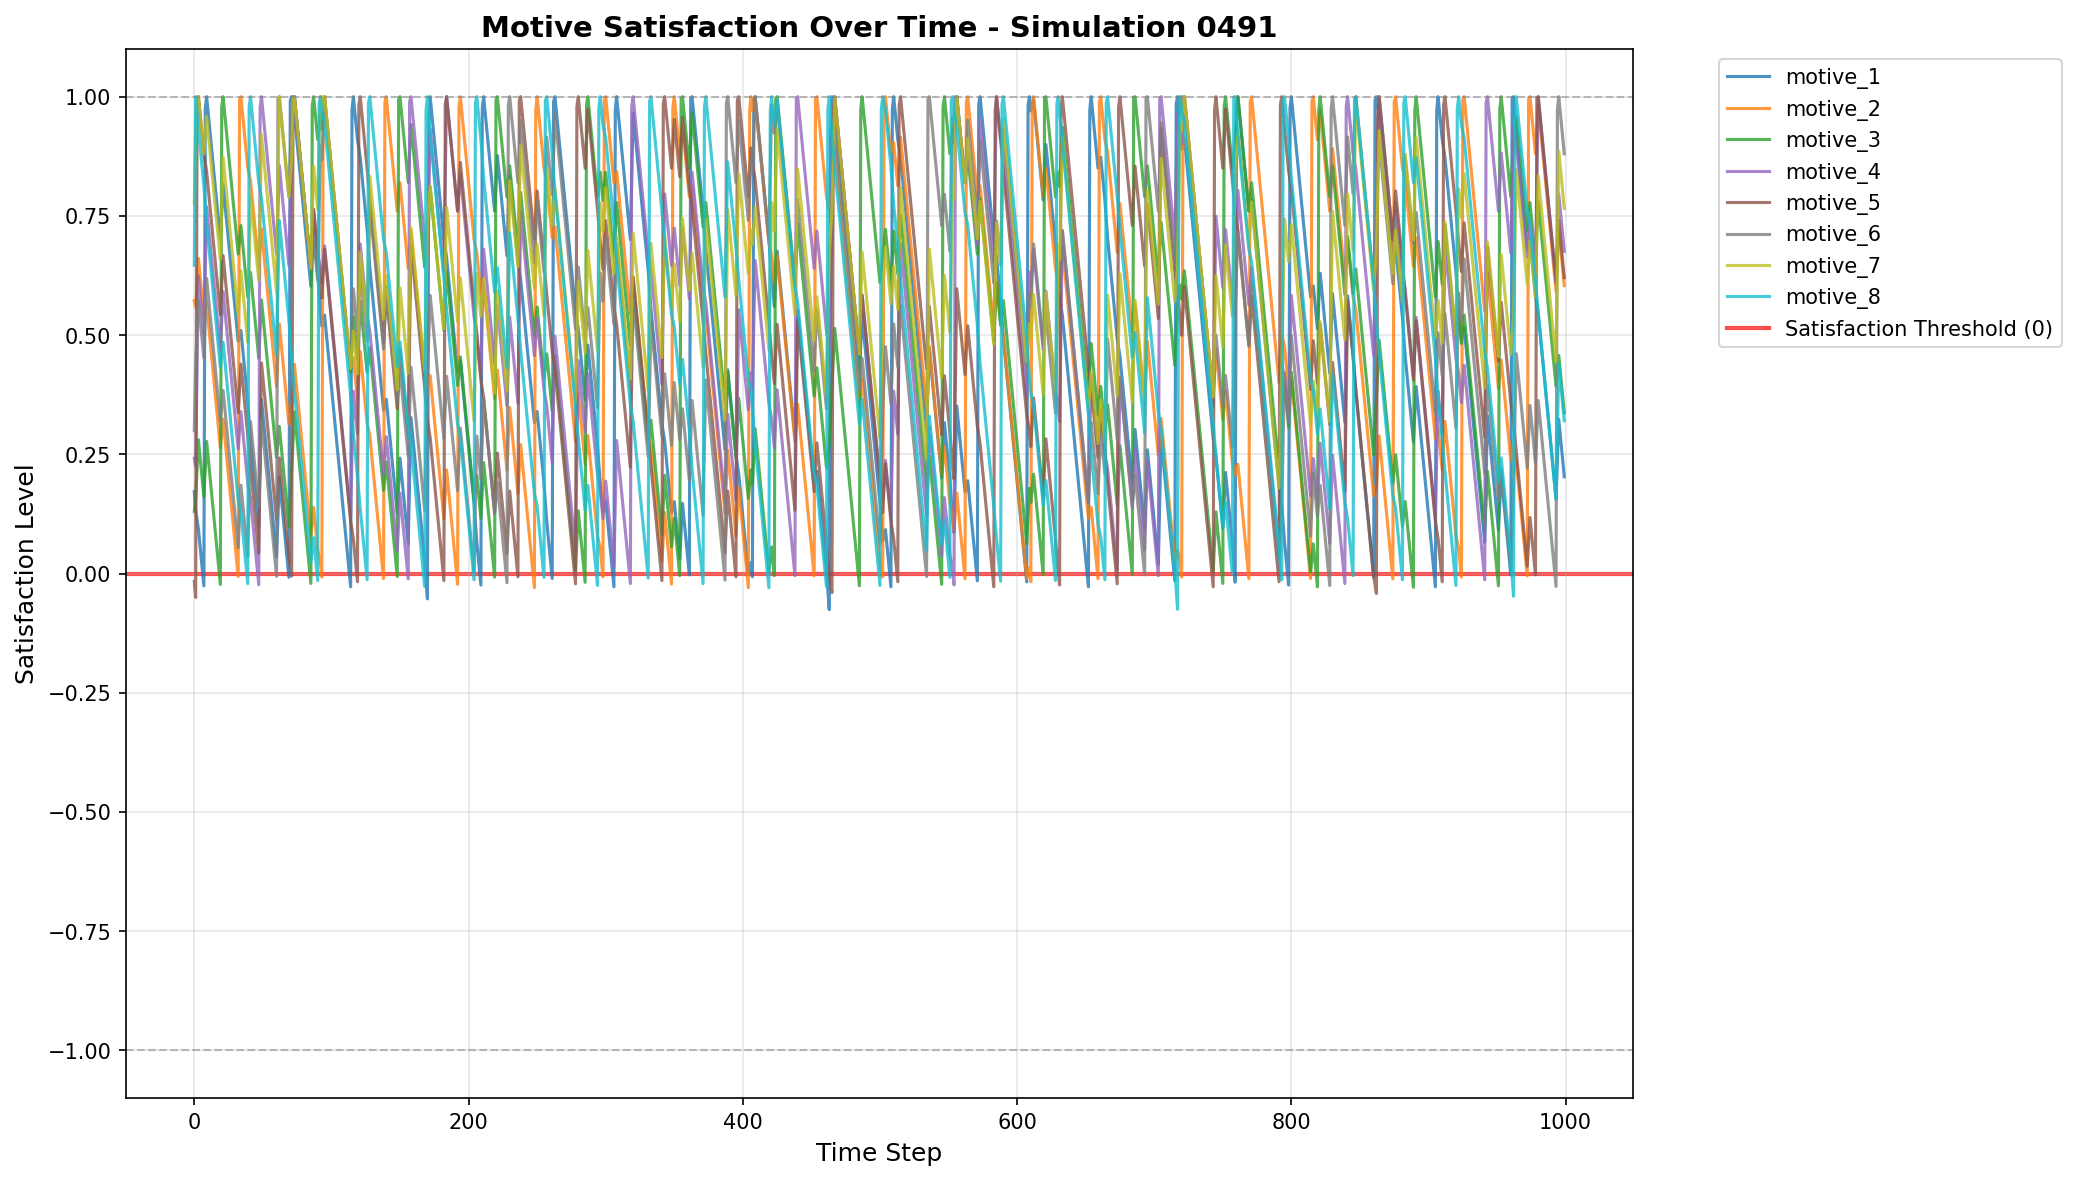 Motive Satisfaction Over Time - Simulation 0491
Satisfaction Level
1.00
0.75
0.50
0.25
0.00
−0.25
−0.50
−0.75
−1.00
0
200
400
600
800
1000
Time Step
motive_1
motive_2
motive_3
motive_4
motive_5
motive_6
motive_7
motive_8
Satisfaction Threshold (0)